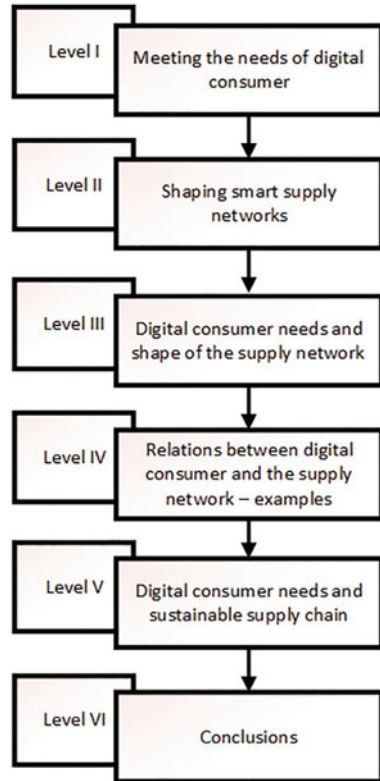 Level I
Meeting the needs of digital
consumer
Level II
Shaping smart supply
networks
Level III
Digital consumer needs and
shape of the supply network
Level IV
Relations between digital
consumer and the supply
network – examples
Level V
Digital consumer needs and
sustainable supply chain
Level VI
Conclusions